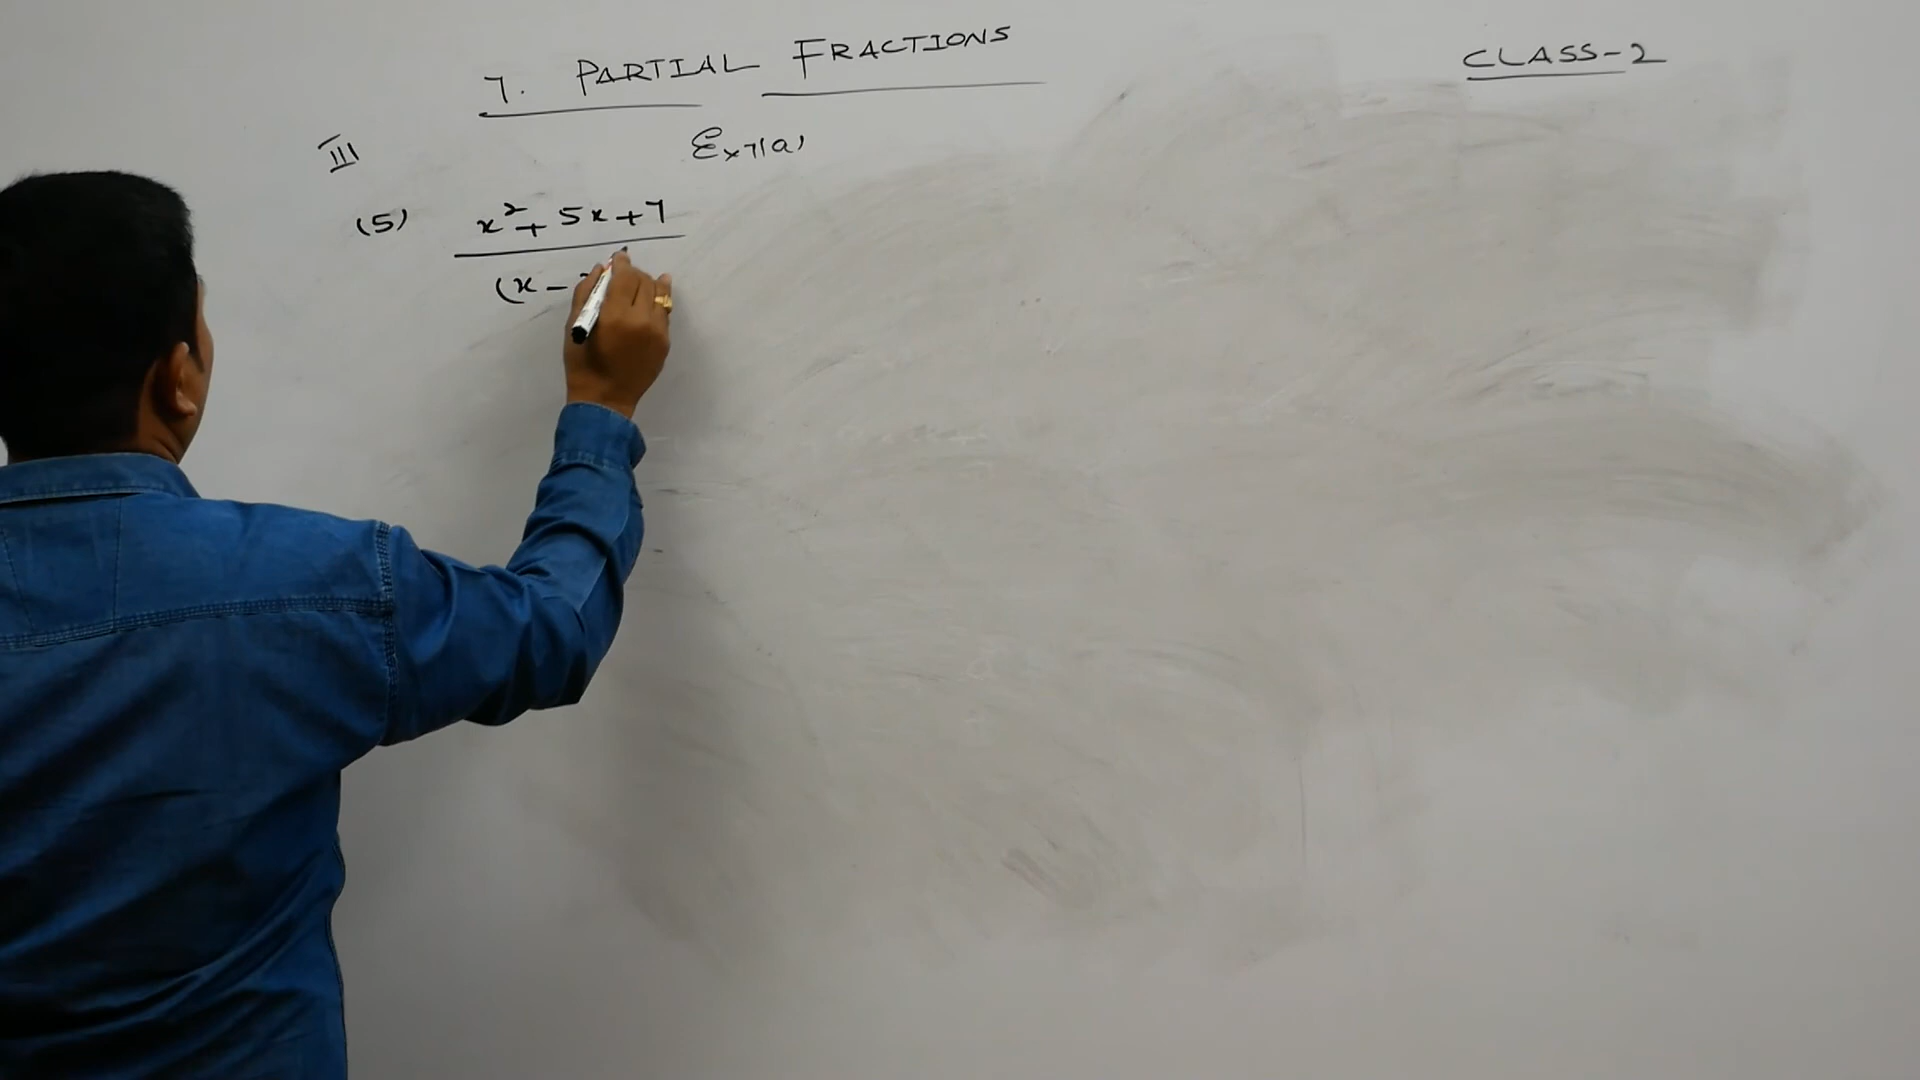 7. PARTIAL FRACTIONS
CLASS-2
III
Ex 7(a)
(5) x² + 5x + 7
(x -